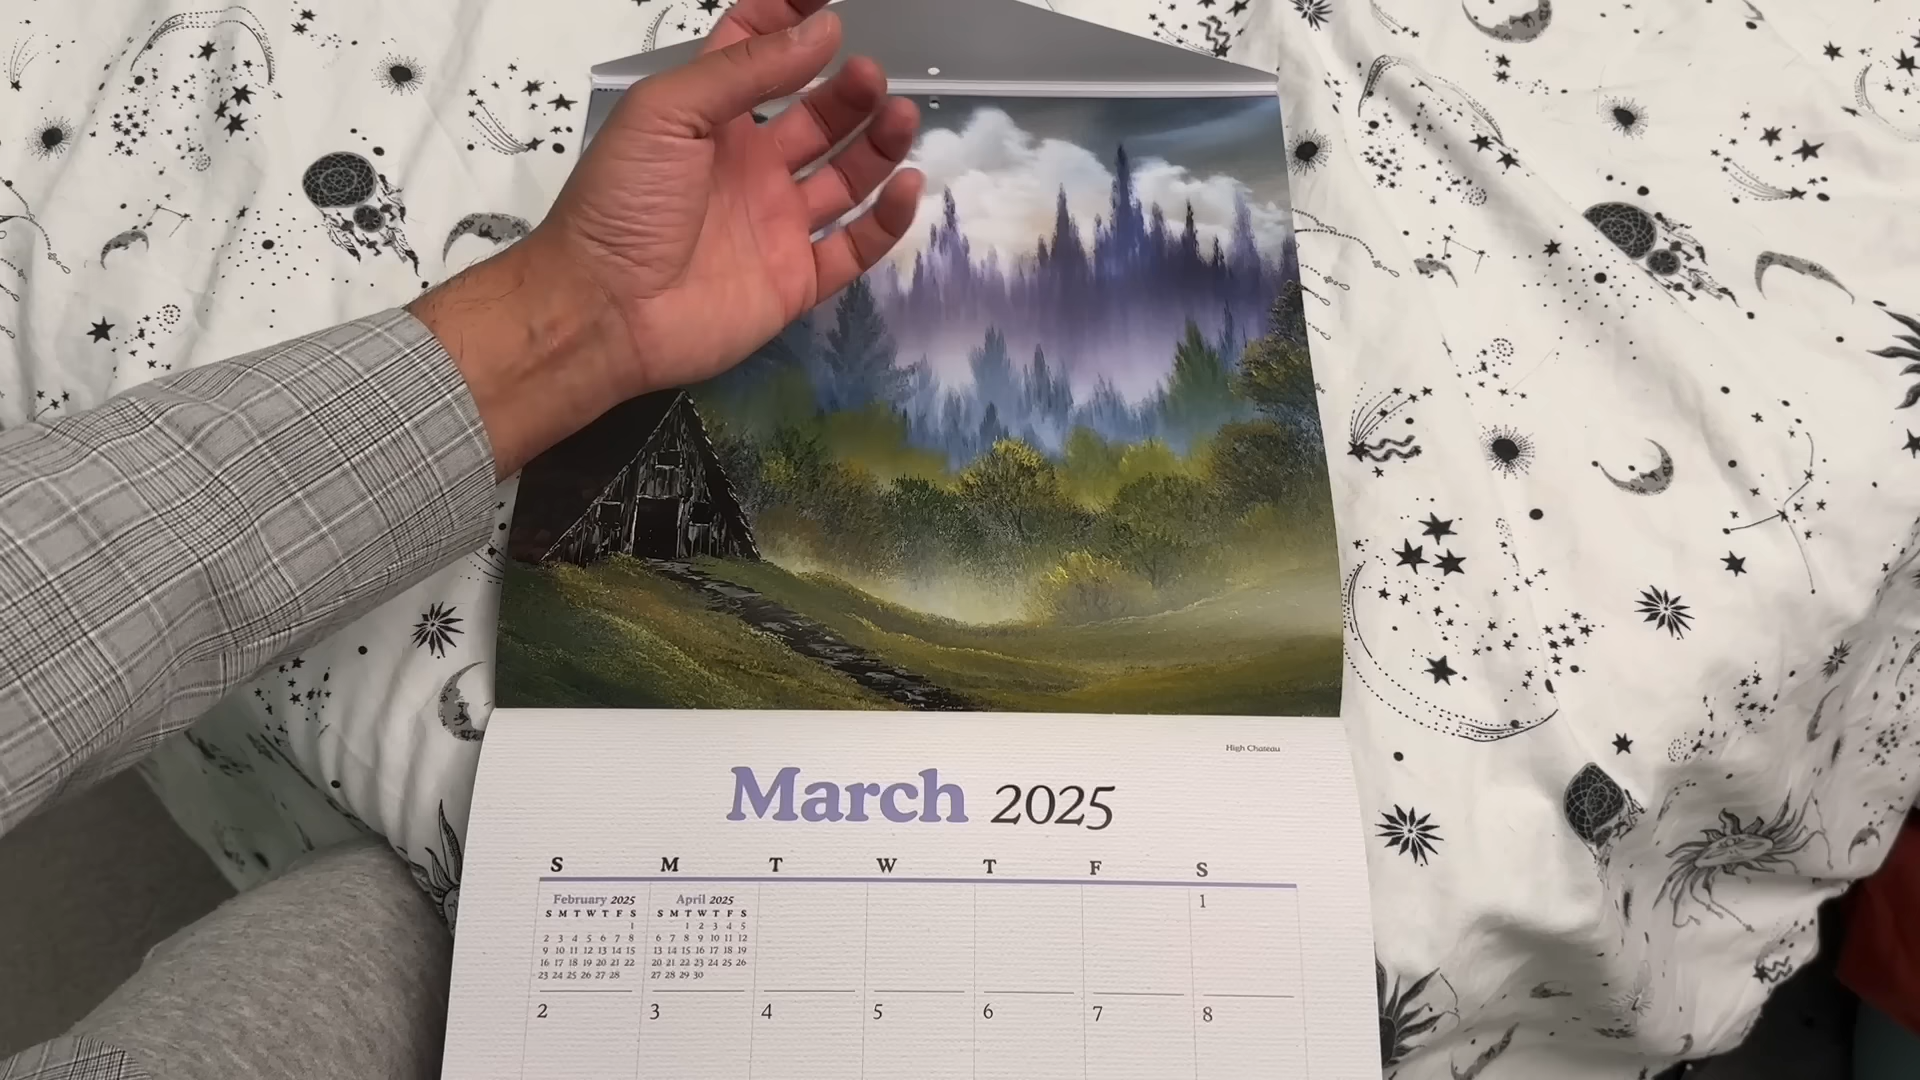 High Chateau
March 2025
S M T W T F S
February 2025
S M T W T F S
1
2 3 4 5 6 7 8
9 10 11 12 13 14 15
16 17 18 19 20 21 22
23 24 25 26 27 28
April 2025
S M T W T F S
1 2 3 4 5
6 7 8 9 10 11 12
13 14 15 16 17 18 19
20 21 22 23 24 25 26
27 28 29 30
1
2 3 4 5 6 7 8